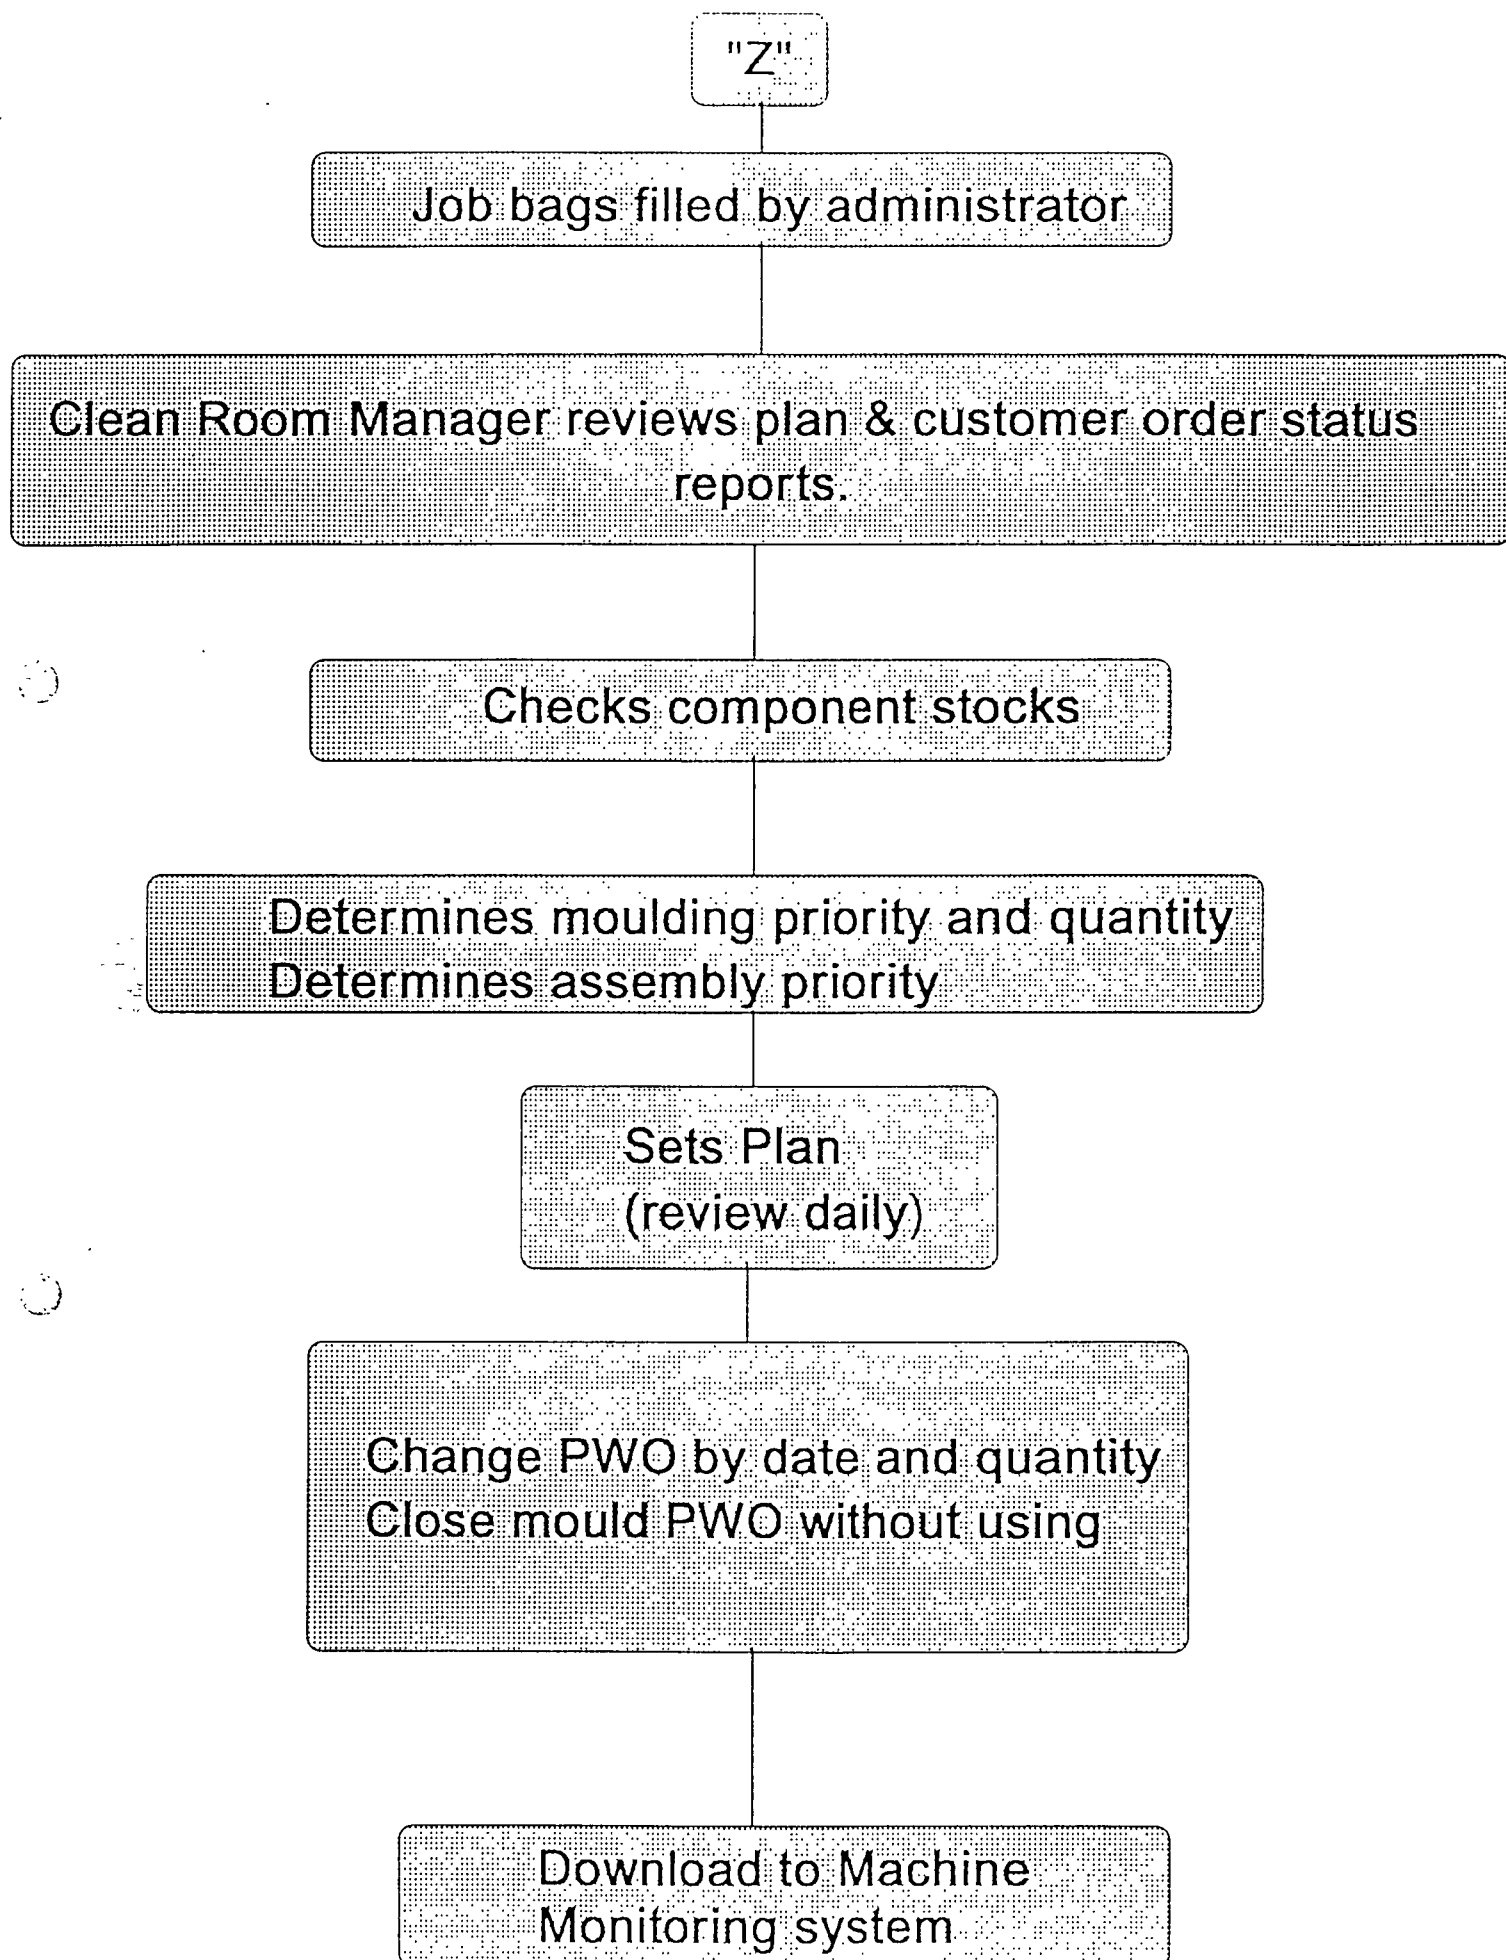 "Z"
Job bags filled by administrator
Clean Room Manager reviews plan & customer order status
reports.
Checks component stocks
Determines moulding priority and quantity
Determines assembly priority
Sets Plan
(review daily)
Change PWO by date and quantity
Close mould PWO without using
Download to Machine
Monitoring system